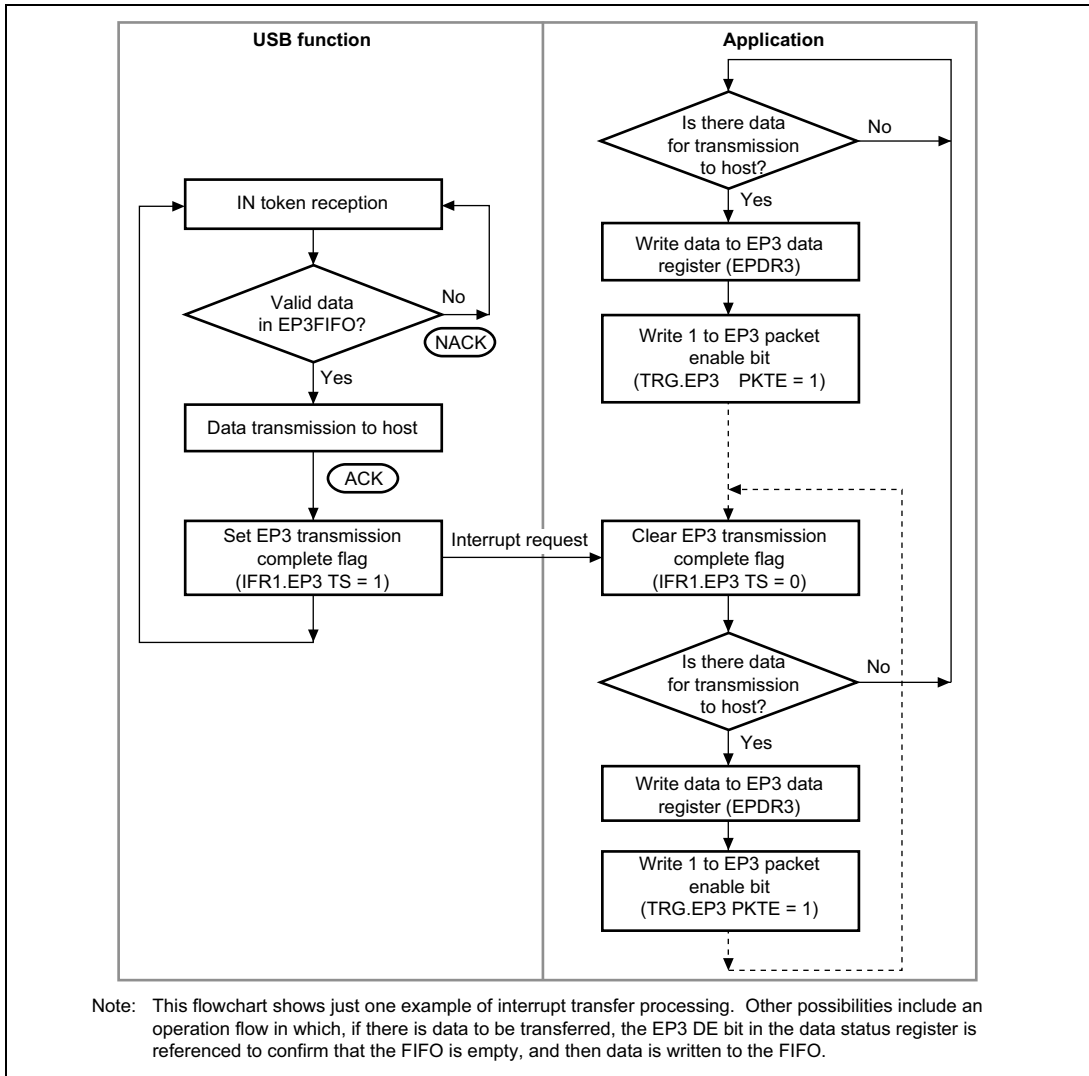 USB function
IN token reception
Valid data
in EP3FIFO?
No
NACK
Yes
Data transmission to host
ACK
Set EP3 transmission
complete flag
(IFR1.EP3 TS = 1)
Interrupt request
Application
Is there data
for transmission
to host?
No
Yes
Write data to EP3 data
register (EPDR3)
Write 1 to EP3 packet
enable bit
(TRG.EP3 PKTE = 1)
Clear EP3 transmission
complete flag
(IFR1.EP3 TS = 0)
Is there data
for transmission
to host?
No
Yes
Write data to EP3 data
register (EPDR3)
Write 1 to EP3 packet
enable bit
(TRG.EP3 PKTE = 1)
Note: This flowchart shows just one example of interrupt transfer processing. Other possibilities include an
operation flow in which, if there is data to be transferred, the EP3 DE bit in the data status register is
referenced to confirm that the FIFO is empty, and then data is written to the FIFO.